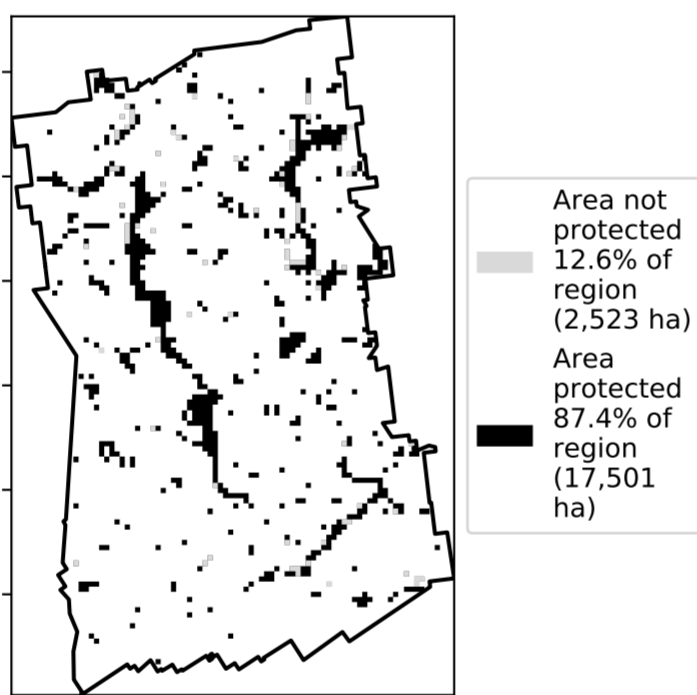 Area not
protected
12.6% of
region
(2,523 ha)
Area
protected
87.4% of
region
(17,501
ha)